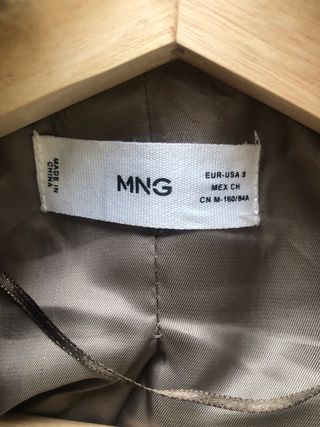 MADE IN
CHINA
MNG
EUR-USA S
MEX CH
CN M-160/84A